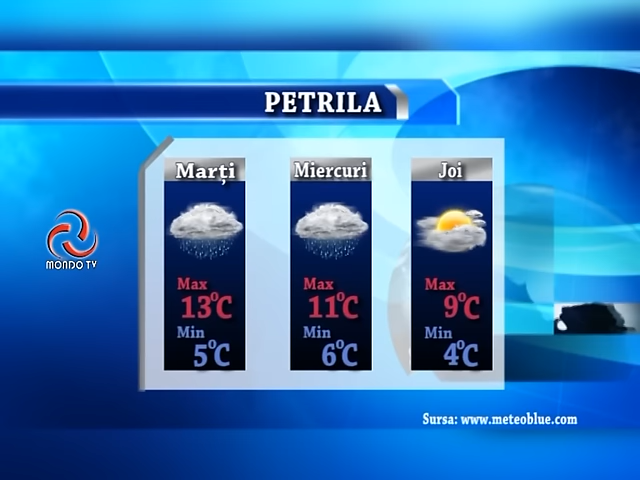 PETRILA
Marți
Max
13°C
Min
5°C
Miercuri
Max
11°C
Min
6°C
Joi
Max
9°C
Min
4°C
MONDO TV
Sursa: www.meteoblue.com